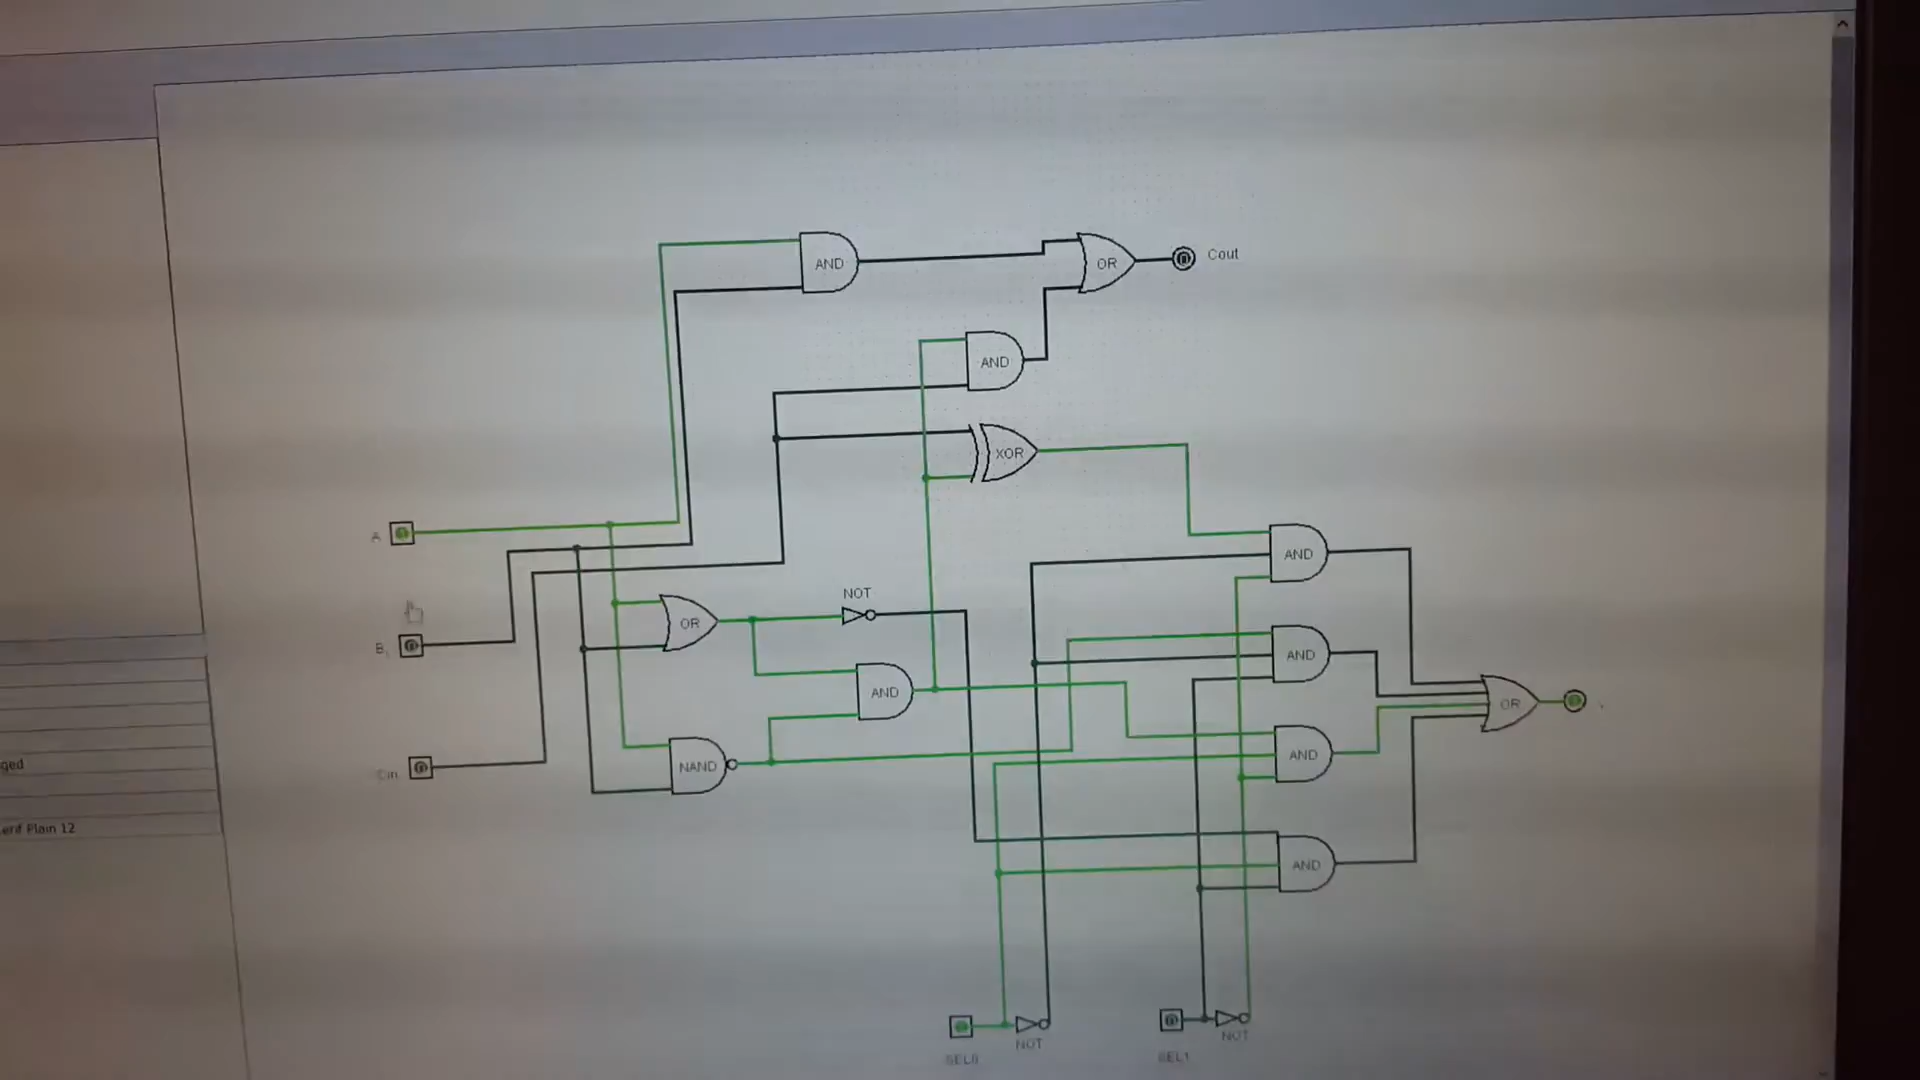 AND
OR
Cout
AND
XOR
A
AND
NOT
OR
B
AND
AND
OR
AND
NAND
Cin
ged
erif Plain 12
AND
NOT
NOT
SEL0
SEL1